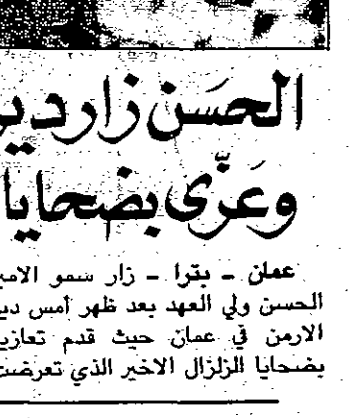 الحسن زار دير
وعزّى بضحايا
عمان - بترا - زار سمو الامير
الحسن ولي العهد بعد ظهر أمس دير
الارمن في عمان حيث قدم تعازيه
بضحايا الزلزال الاخير الذي تعرضت